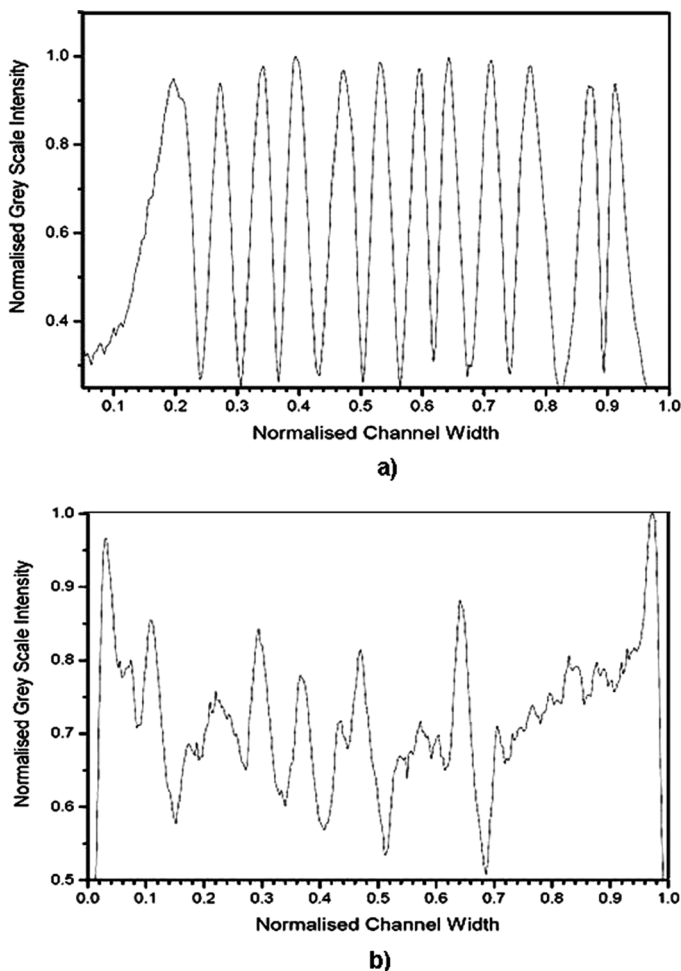 Normalised Grey Scale Intensity
1.0
0.8
0.6
0.4
0.1 0.2 0.3 0.4 0.5 0.6 0.7 0.8 0.9 1.0
Normalised Channel Width
a)
Normalised Grey Scale Intensity
1.0
0.9
0.8
0.7
0.6
0.5
0.0 0.1 0.2 0.3 0.4 0.5 0.6 0.7 0.8 0.9 1.0
Normalised Channel Width
b)